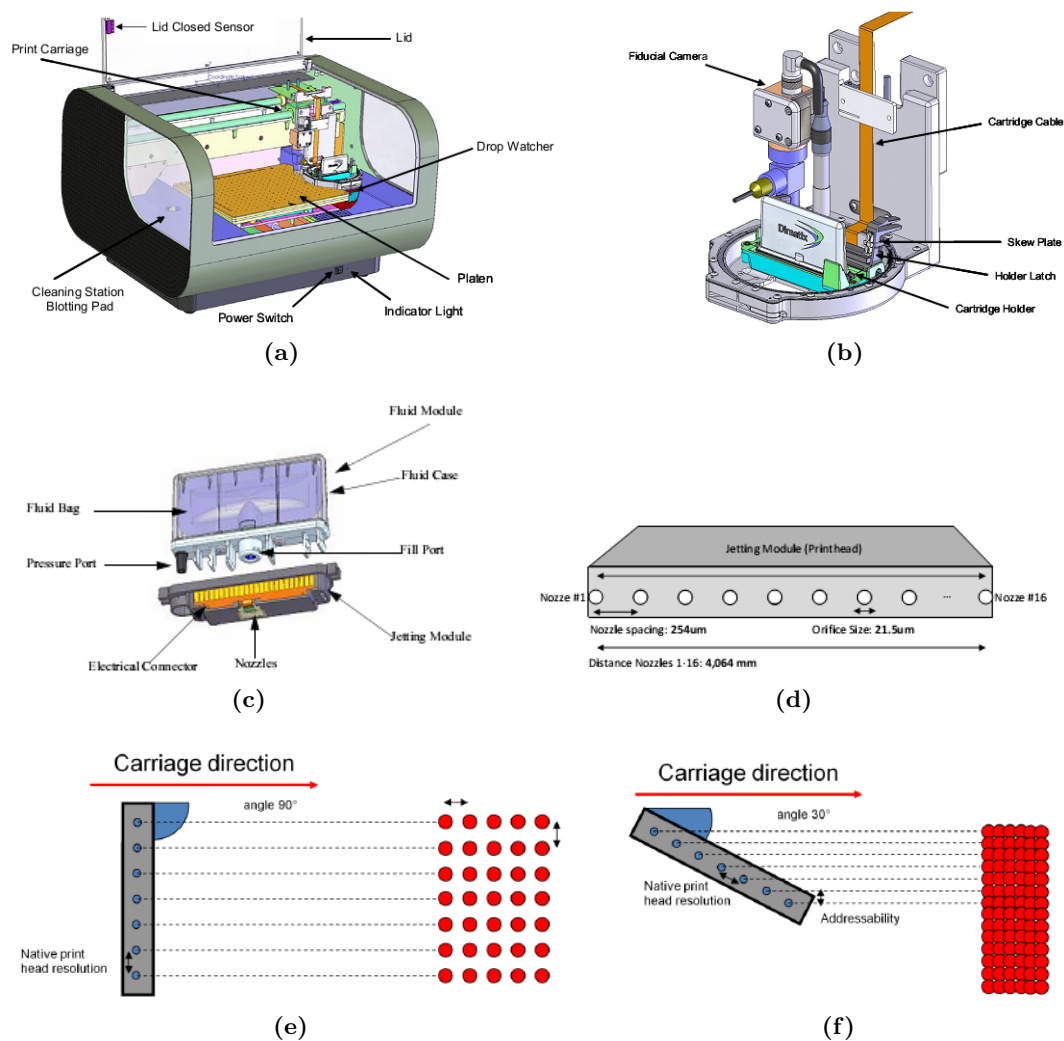 Lid Closed Sensor
Lid
Print Carriage
Drop Watcher
Cleaning Station
Blotting Pad
Platen
Power Switch
Indicator Light
(a)
Fiducial Camera
Cartridge Cable
Dimatix
Skew Plate
Holder Latch
Cartridge Holder
(b)
Fluid Module
Fluid Case
Fluid Bag
Fill Port
Pressure Port
Jetting Module
Electrical Connector
Nozzles
(c)
Jetting Module (Printhead)
Nozze #1
... Nozze #16
Nozzle spacing: 254um
Orifice Size: 21.5um
Distance Nozzles 1-16: 4,064 mm
(d)
Carriage direction
angle 90°
Native print
head resolution
(e)
Carriage direction
angle 30°
Native print
head resolution
Addressability
(f)